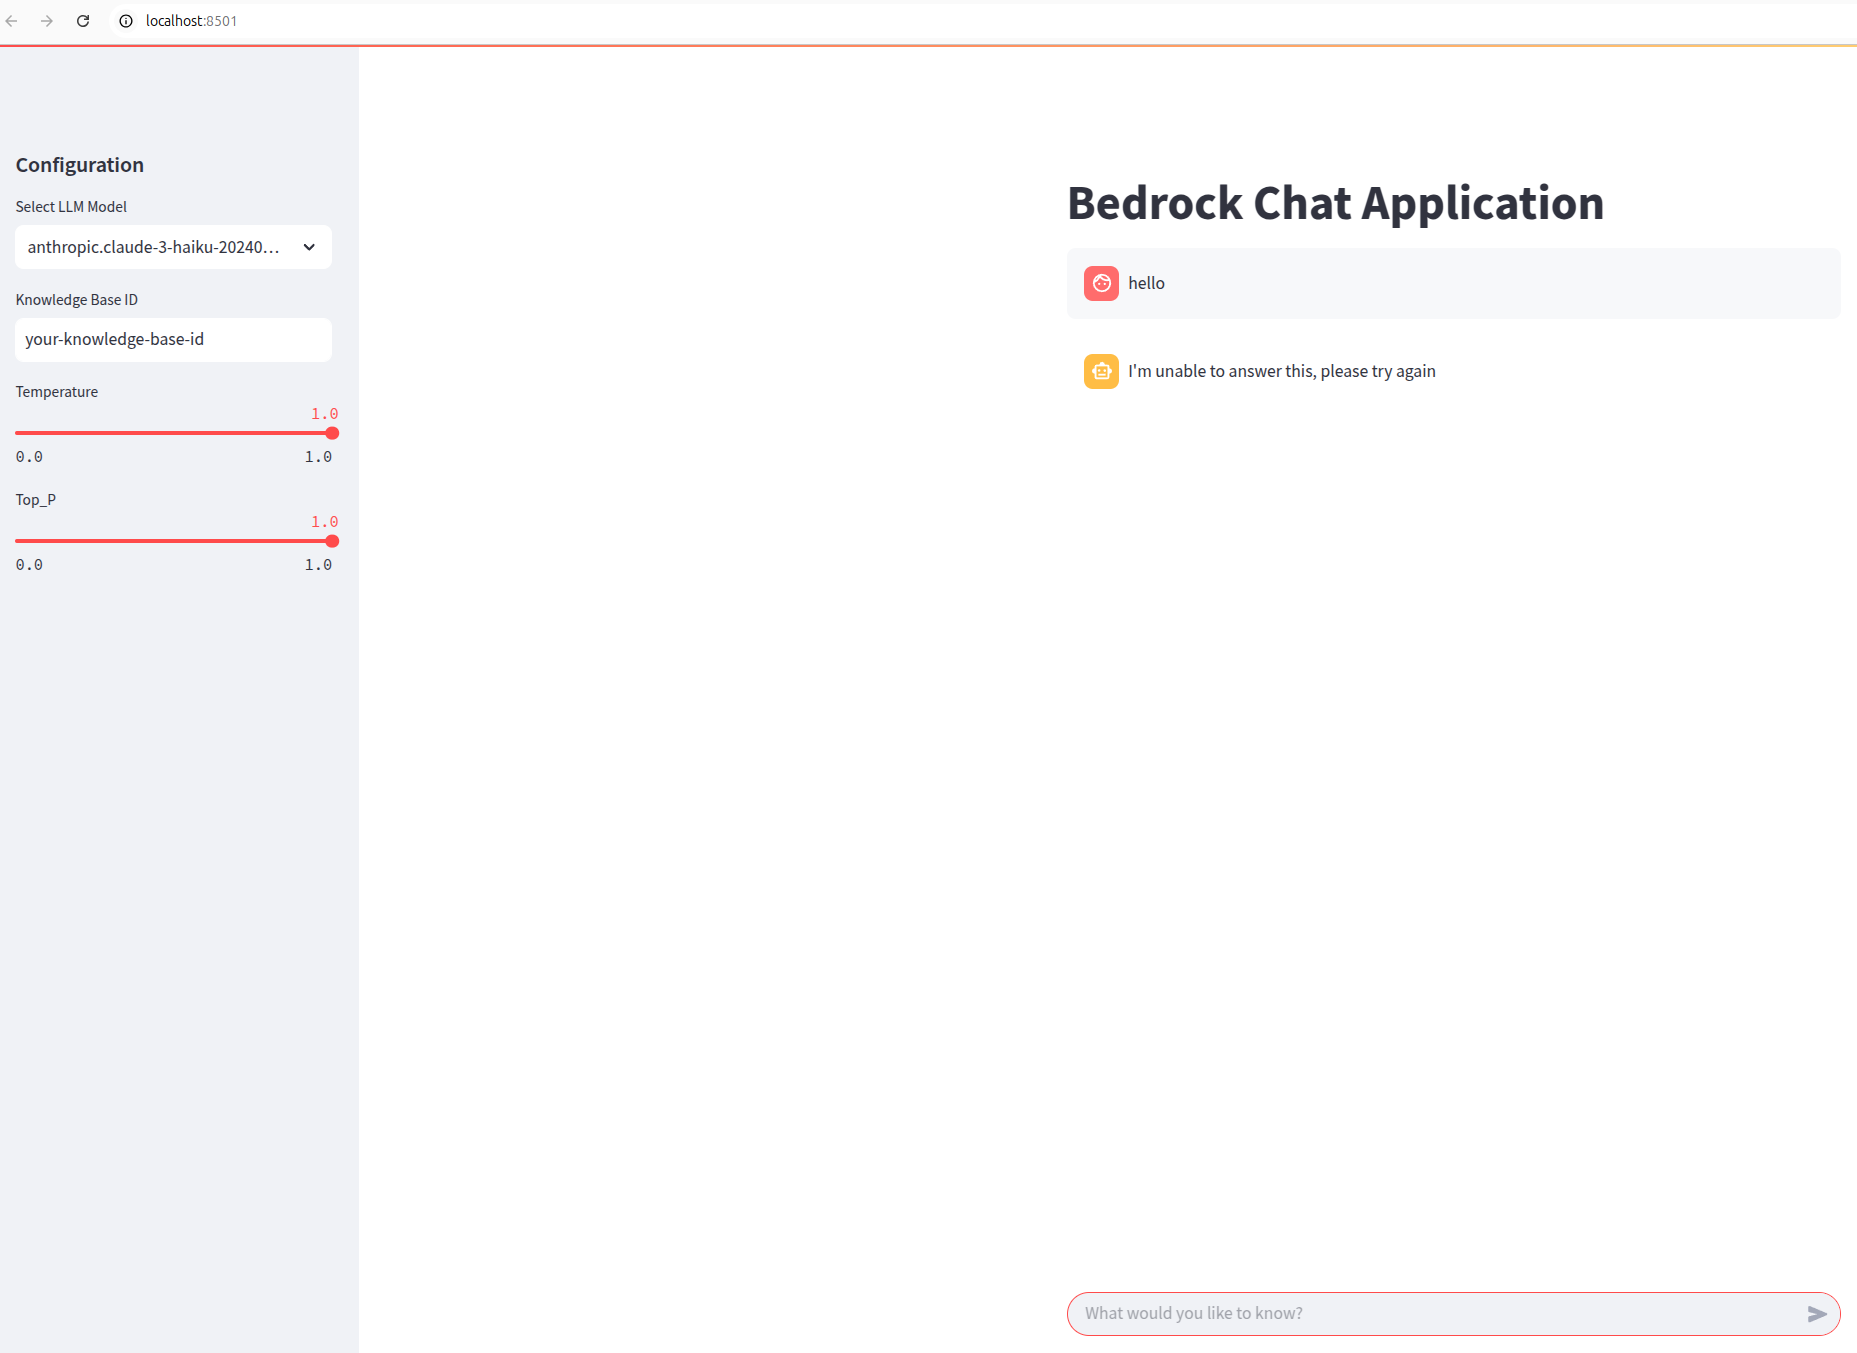 localhost:8501
Configuration
Select LLM Model
anthropic.claude-3-haiku-20240...
Knowledge Base ID
your-knowledge-base-id
Temperature
1.0
0.0 1.0
Top_P
1.0
0.0 1.0
Bedrock Chat Application
hello
I'm unable to answer this, please try again
What would you like to know?